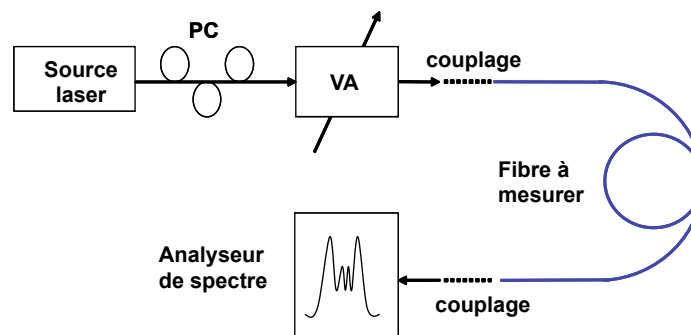 PC
Source
laser
VA
couplage
Fibre à
mesurer
Analyseur
de spectre
couplage